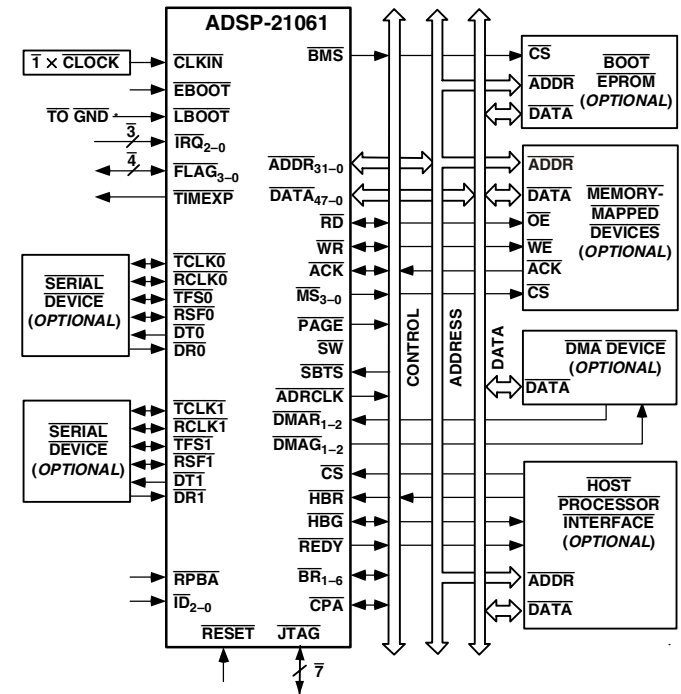 ADSP-21061
1 × CLOCK
CLKIN
EBOOT
TO GND
LBOOT
3
IRQ2–0
4
FLAG3–0
TIMEXP
SERIAL
DEVICE
(OPTIONAL)
TCLK0
RCLK0
TFS0
RSF0
DT0
DR0
SERIAL
DEVICE
(OPTIONAL)
TCLK1
RCLK1
TFS1
RSF1
DT1
DR1
RPBA
ID2–0
RESET
JTAG
7
BMS
ADDR31–0
DATA47–0
RD
WR
ACK
MS3–0
PAGE
SW
SBTS
ADRCLK
DMAR1–2
DMAG1–2
CS
HBR
HBG
REDY
BR1–6
CPA
CONTROL
ADDRESS
DATA
CS
ADDR
DATA
BOOT
EPROM
(OPTIONAL)
ADDR
DATA
OE
WE
ACK
CS
MEMORY-
MAPPED
DEVICES
(OPTIONAL)
DMA DEVICE
(OPTIONAL)
DATA
HOST
PROCESSOR
INTERFACE
(OPTIONAL)
ADDR
DATA